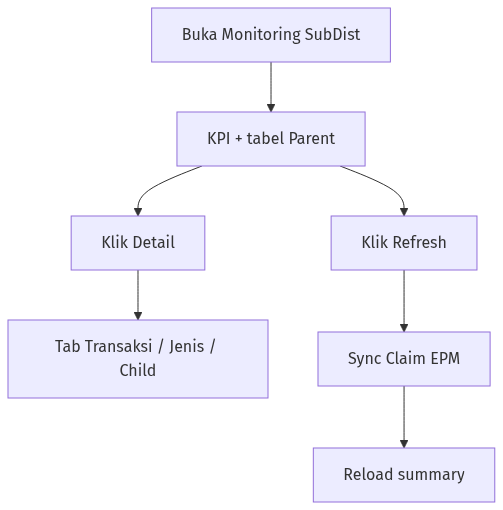 Buka Monitoring SubDist
KPI + tabel Parent
Klik Detail
Klik Refresh
Tab Transaksi / Jenis /
Child
Sync Claim EPM
Reload summary